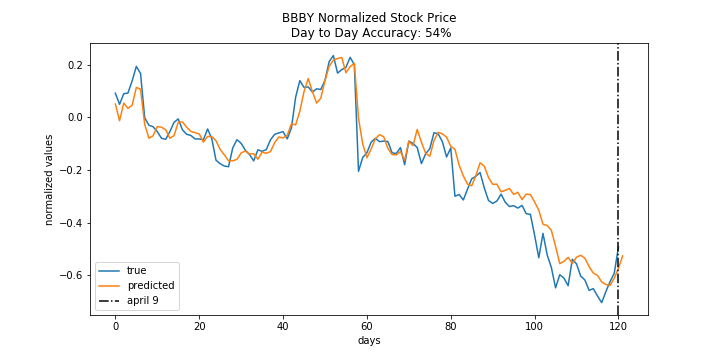 BBBY Normalized Stock Price
Day to Day Accuracy: 54%
normalized values
0.2
0.0
−0.2
−0.4
−0.6
true
predicted
april 9
0 20 40 60 80 100 120
days